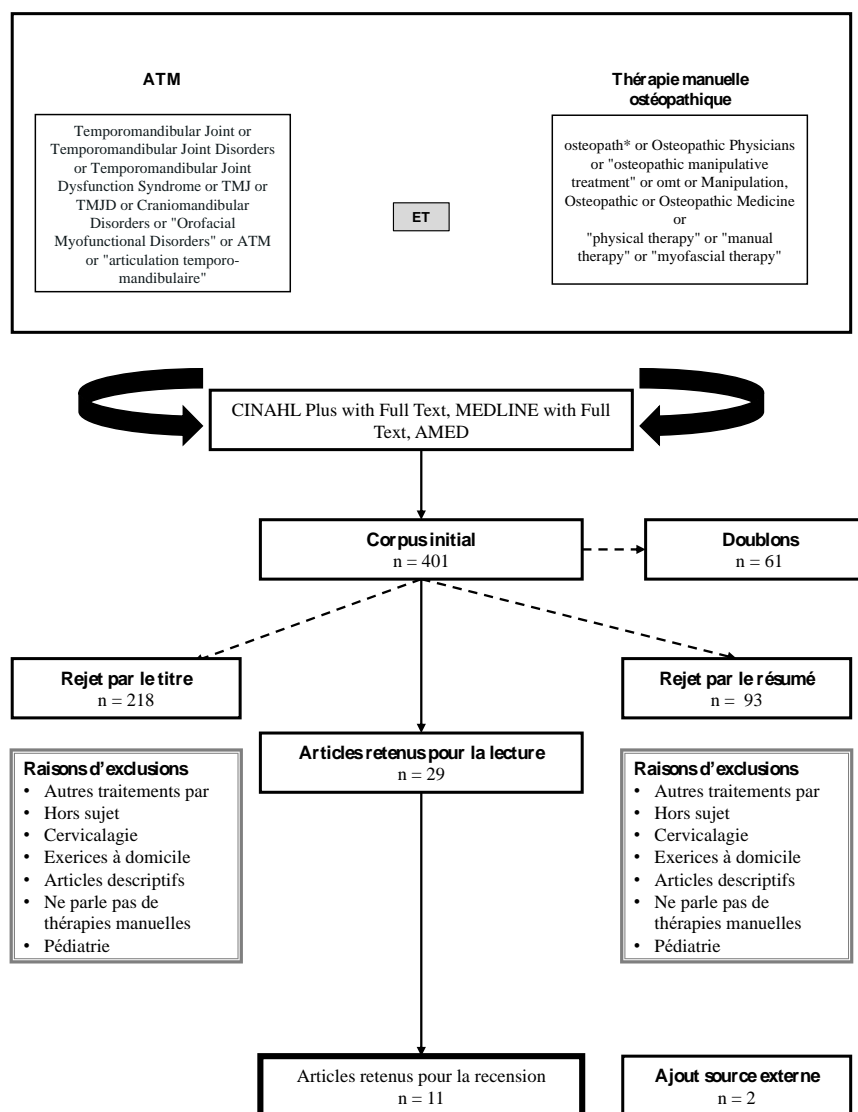 ATM
Temporomandibular Joint or
Temporomandibular Joint Disorders
or Temporomandibular Joint
Dysfunction Syndrome or TMJ or
TMJD or Craniomandibular
Disorders or "Orofacial
Myofunctional Disorders" or ATM
or "articulation temporo-
mandibulaire"
ET
Thérapie manuelle
ostéopathique
osteopath* or Osteopathic Physicians
or "osteopathic manipulative
treatment" or omt or Manipulation,
Osteopathic or Osteopathic Medicine
or
"physical therapy" or "manual
therapy" or "myofascial therapy"
CINAHL Plus with Full Text, MEDLINE with Full
Text, AMED
Corpus initial
n = 401
Doublons
n = 61
Rejet par le titre
n = 218
Rejet par le résumé
n = 93
Articles retenus pour la lecture
n = 29
Raisons d'exclusions
• Autres traitements par
• Hors sujet
• Cervicalagie
• Exerices à domicile
• Articles descriptifs
• Ne parle pas de
thérapies manuelles
• Pédiatrie
Raisons d'exclusions
• Autres traitements par
• Hors sujet
• Cervicalagie
• Exerices à domicile
• Articles descriptifs
• Ne parle pas de
thérapies manuelles
• Pédiatrie
Articles retenus pour la recension
n = 11
Ajout source externe
n = 2